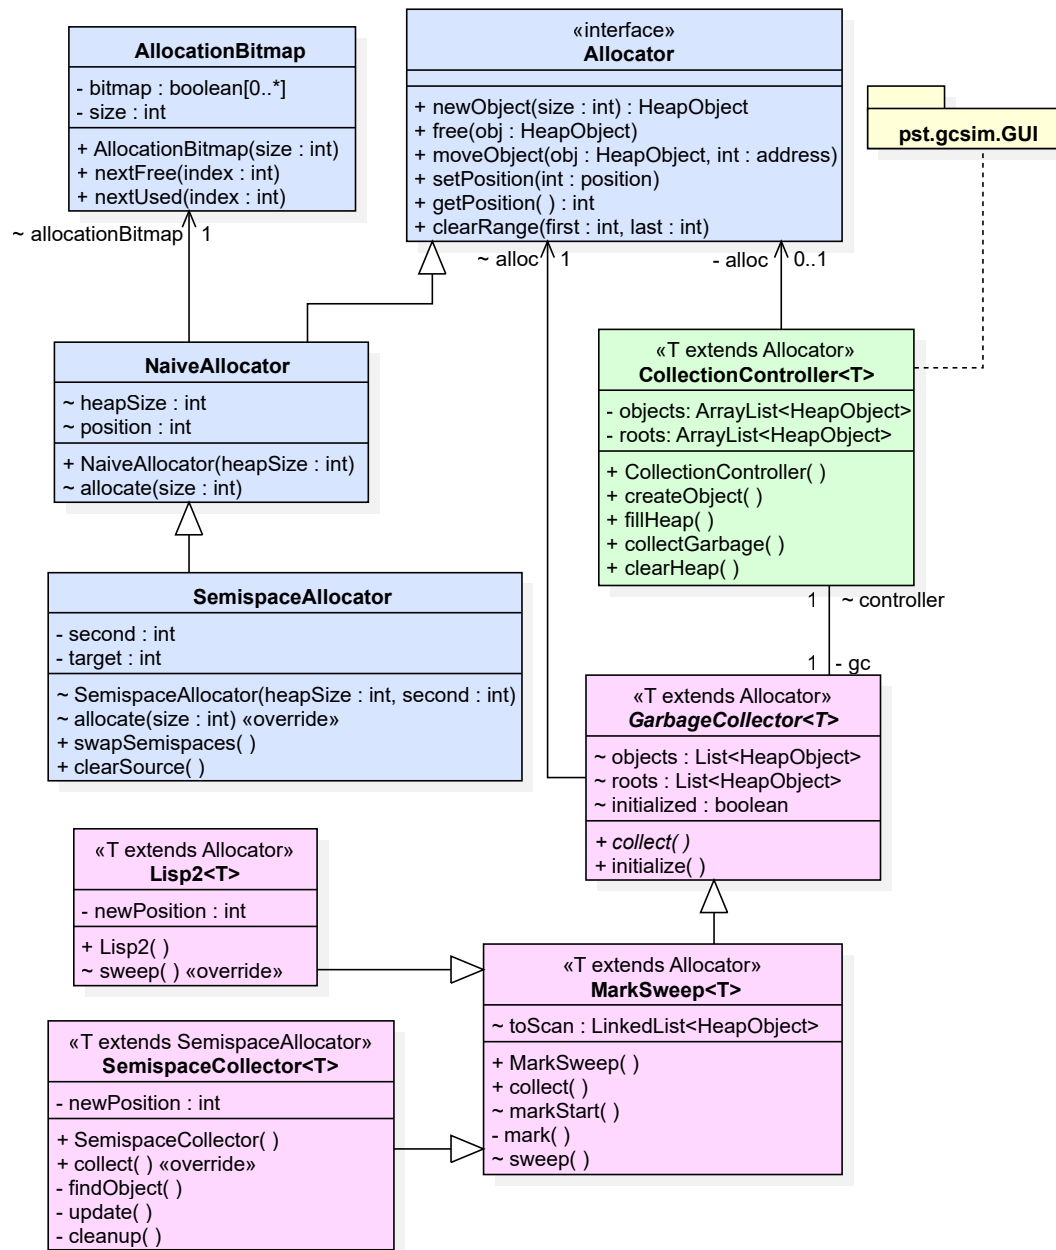 AllocationBitmap
- bitmap : boolean[0..*]
- size : int
+ AllocationBitmap(size : int)
+ nextFree(index : int)
+ nextUsed(index : int)
«interface»
Allocator
+ newObject(size : int) : HeapObject
+ free(obj : HeapObject)
+ moveObject(obj : HeapObject, int : address)
+ setPosition(int : position)
+ getPosition( ) : int
+ clearRange(first : int, last : int)
pst.gcsim.GUI
~ allocationBitmap
1
~ alloc
1
- alloc
0..1
NaiveAllocator
~ heapSize : int
~ position : int
+ NaiveAllocator(heapSize : int)
~ allocate(size : int)
«T extends Allocator»
CollectionController<T>
- objects: ArrayList<HeapObject>
- roots: ArrayList<HeapObject>
+ CollectionController( )
+ createObject( )
+ fillHeap( )
+ collectGarbage( )
+ clearHeap( )
1
~ controller
1
- gc
SemispaceAllocator
- second : int
- target : int
~ SemispaceAllocator(heapSize : int, second : int)
~ allocate(size : int) «override»
+ swapSemispaces( )
+ clearSource( )
«T extends Allocator»
GarbageCollector<T>
~ objects : List<HeapObject>
~ roots : List<HeapObject>
~ initialized : boolean
+ collect( )
+ initialize( )
«T extends Allocator»
Lisp2<T>
- newPosition : int
+ Lisp2( )
~ sweep( ) «override»
«T extends Allocator»
MarkSweep<T>
~ toScan : LinkedList<HeapObject>
+ MarkSweep( )
+ collect( )
~ markStart( )
- mark( )
~ sweep( )
«T extends SemispaceAllocator»
SemispaceCollector<T>
- newPosition : int
+ SemispaceCollector( )
+ collect( ) «override»
- findObject( )
- update( )
- cleanup( )